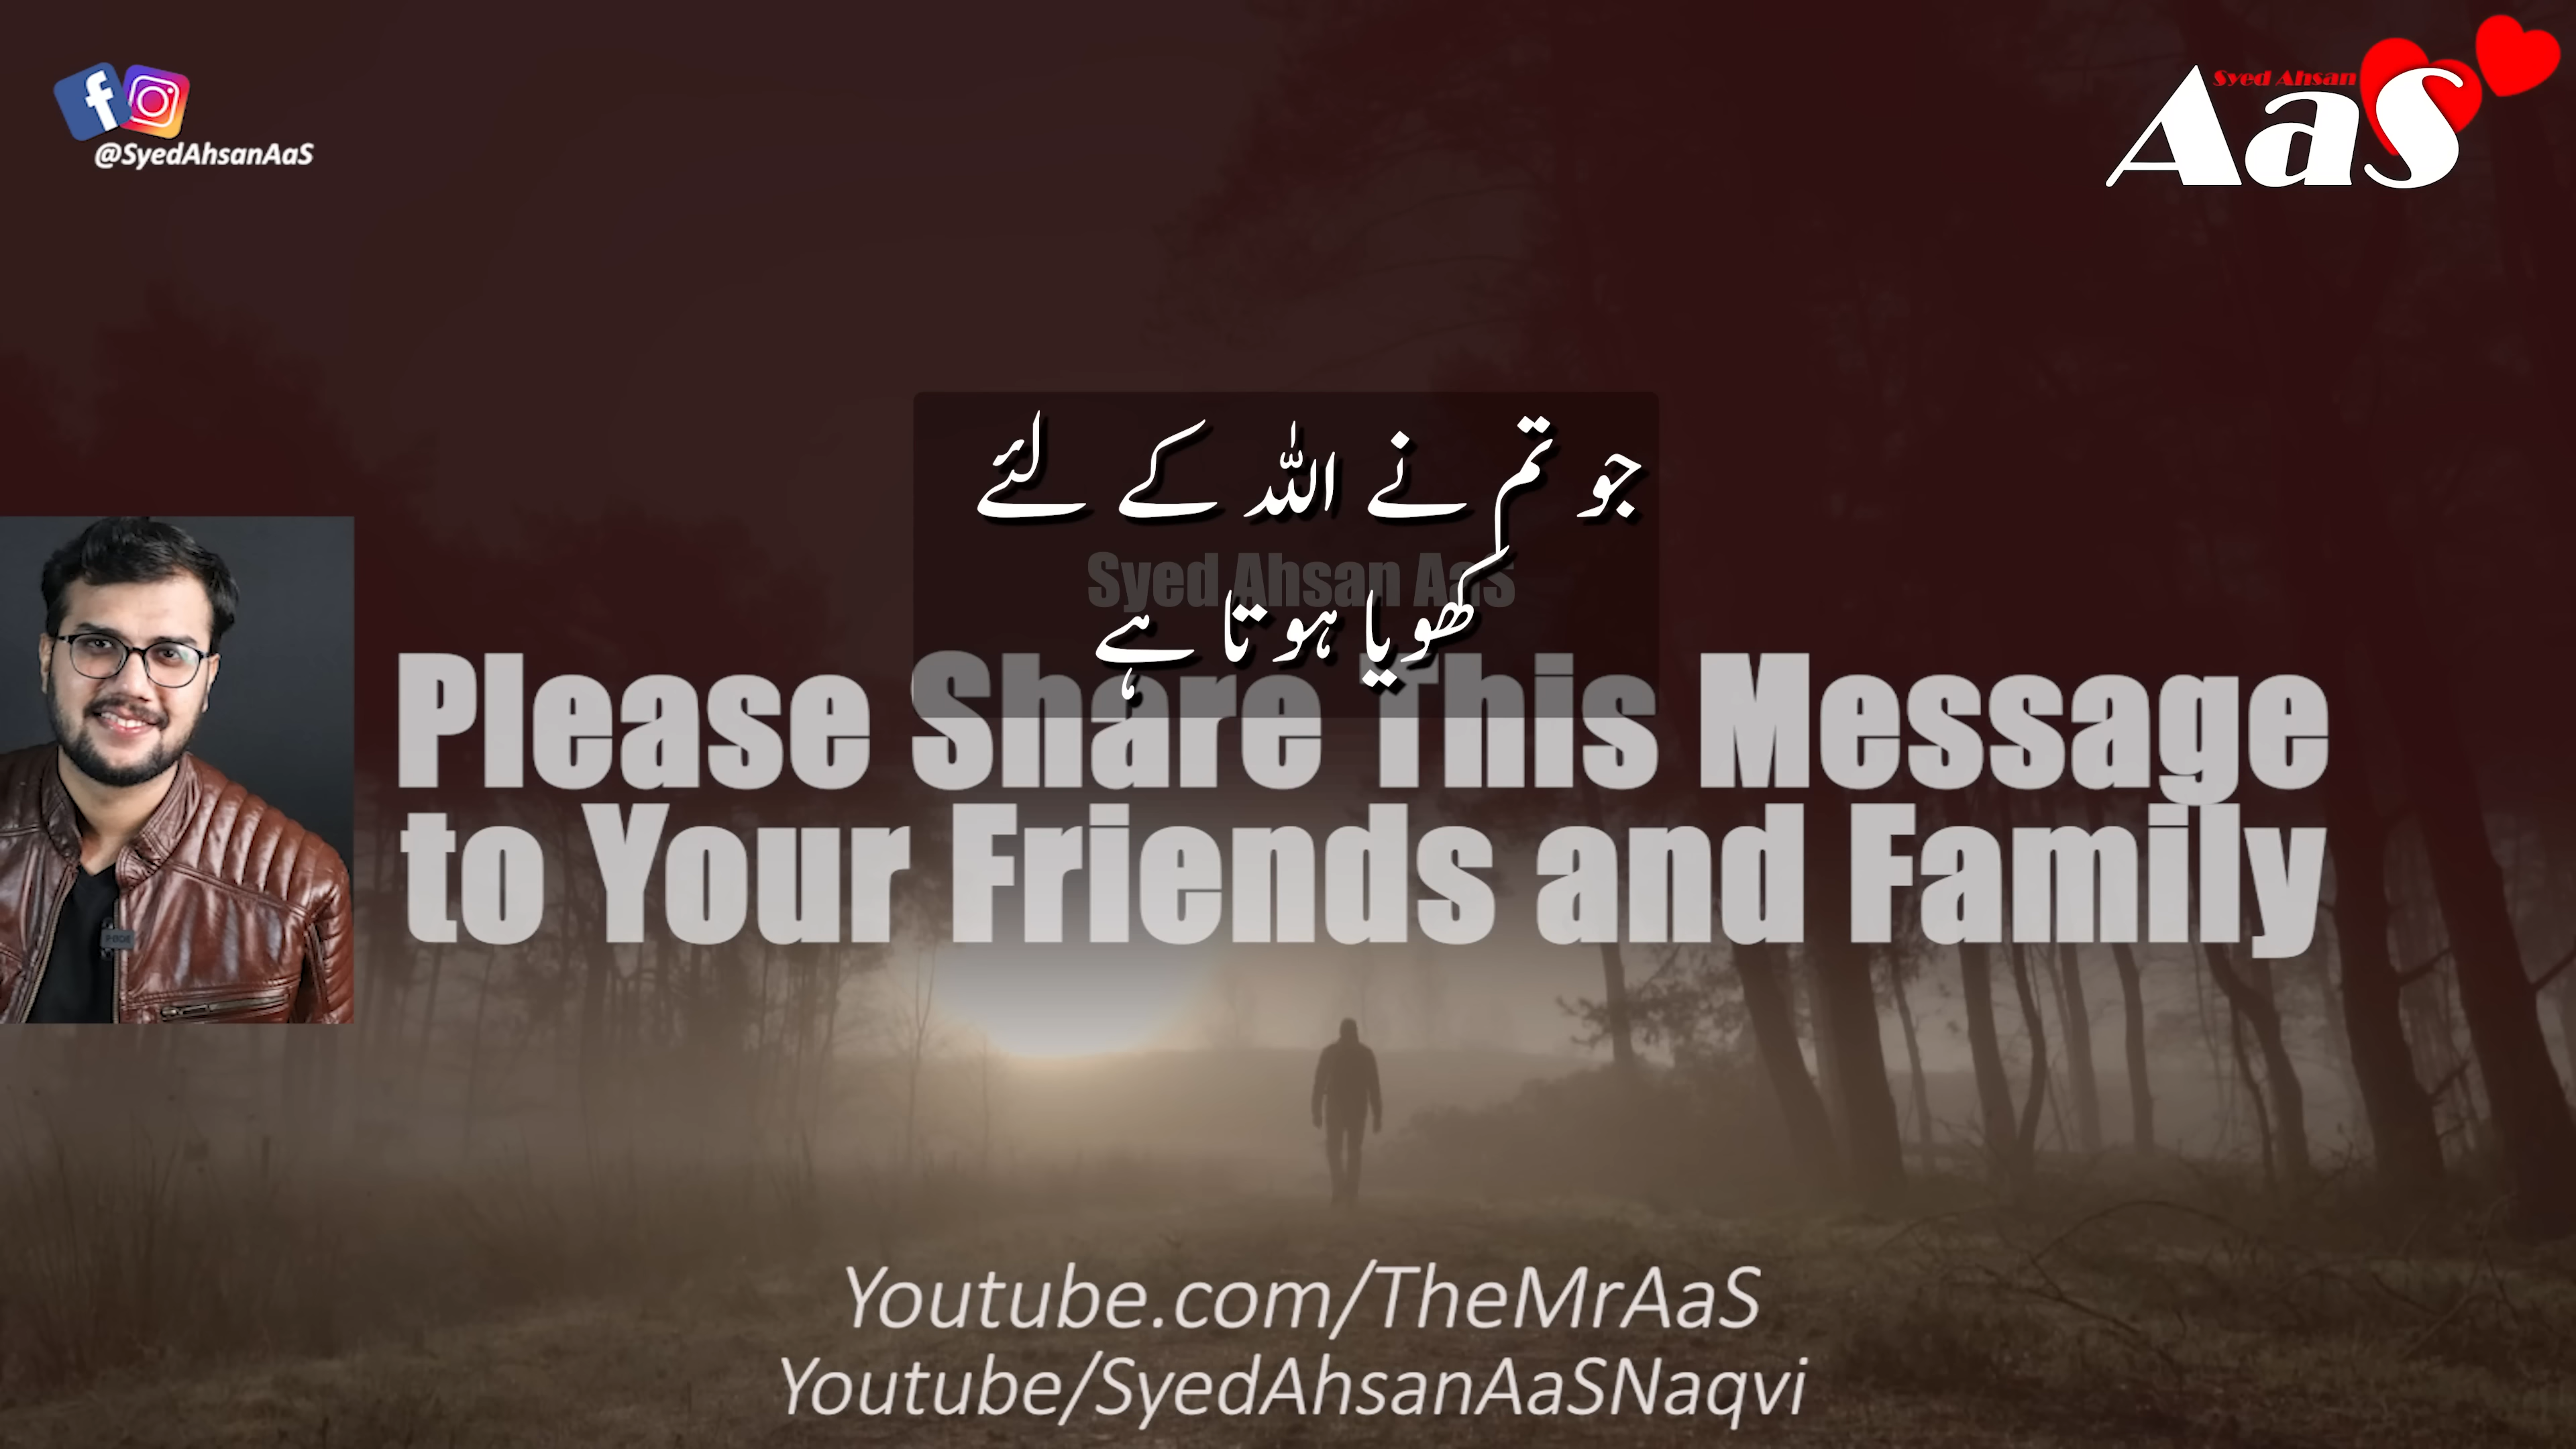 @SyedAhsanAaS
Syed Ahsan
AaS
جو تم نے اللہ کے لئے
Syed Ahsan AaS
کھویا ہوتا ہے
Please Share This Message
to Your Friends and Family
Youtube.com/TheMrAaS
Youtube/SyedAhsanAaSNaqvi